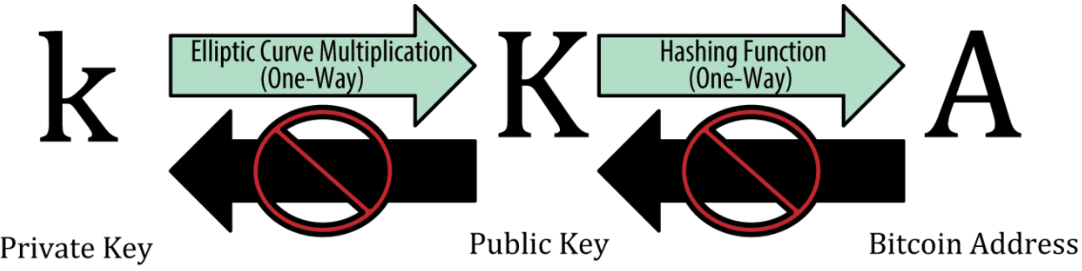 k
Elliptic Curve Multiplication
(One-Way)
K
Hashing Function
(One-Way)
A
Private Key
Public Key
Bitcoin Address